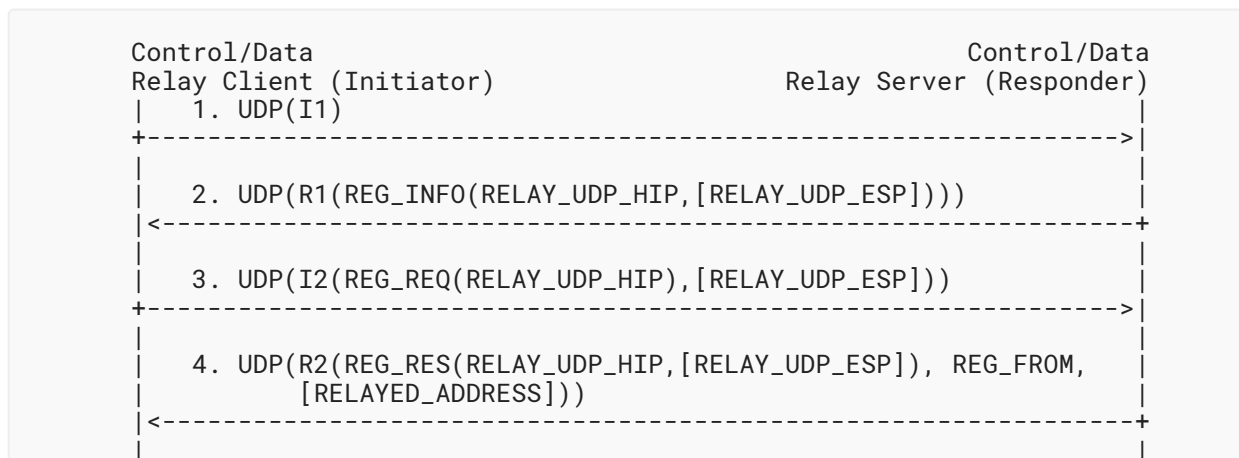 Control/Data                                           Control/Data
Relay Client (Initiator)                   Relay Server (Responder)
|   1. UDP(I1)                                                    |
+---------------------------------------------------------------->|
|                                                                 |
|   2. UDP(R1(REG_INFO(RELAY_UDP_HIP,[RELAY_UDP_ESP])))           |
|<----------------------------------------------------------------+
|                                                                 |
|   3. UDP(I2(REG_REQ(RELAY_UDP_HIP),[RELAY_UDP_ESP]))            |
+---------------------------------------------------------------->|
|                                                                 |
|   4. UDP(R2(REG_RES(RELAY_UDP_HIP,[RELAY_UDP_ESP]), REG_FROM,   |
|          [RELAYED_ADDRESS]))                                    |
|<----------------------------------------------------------------+
|                                                                 |